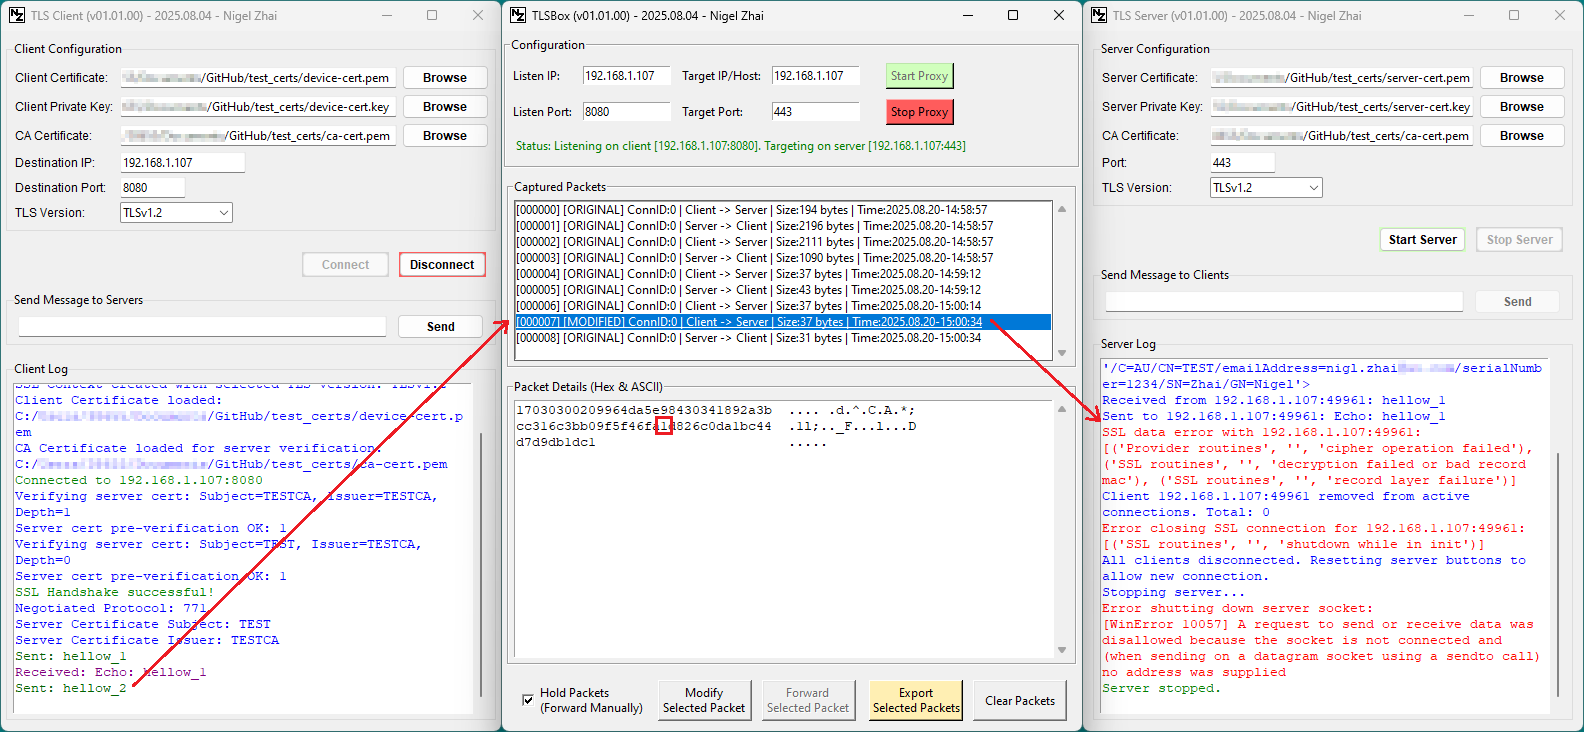 TLS Client (v01.01.00) - 2025.08.04 - Nigel Zhai
Client Configuration
Client Certificate: /GitHub/test_certs/device-cert.pem Browse
Client Private Key: /GitHub/test_certs/device-cert.key Browse
CA Certificate: /GitHub/test_certs/ca-cert.pem Browse
Destination IP: 192.168.1.107
Destination Port: 8080
TLS Version: TLSv1.2
Connect Disconnect
Send Message to Servers
Send
Client Log
SSL Context created with selected TLS version: TLSv1.2
Client Certificate loaded:
C:/ /GitHub/test_certs/device-cert.p
em
CA Certificate loaded for server verification:
C:/ /GitHub/test_certs/ca-cert.pem
Connected to 192.168.1.107:8080
Verifying server cert: Subject=TESTCA, Issuer=TESTCA,
Depth=1
Server cert pre-verification OK: 1
Verifying server cert: Subject=TEST, Issuer=TESTCA,
Depth=0
Server cert pre-verification OK: 1
SSL Handshake successful!
Negotiated Protocol: 771
Server Certificate Subject: TEST
Server Certificate Issuer: TESTCA
Sent: hellow_1
Received: Echo: hellow_1
Sent: hellow_2
TLSBox (v01.01.00) - 2025.08.04 - Nigel Zhai
Configuration
Listen IP: 192.168.1.107 Target IP/Host: 192.168.1.107 Start Proxy
Listen Port: 8080 Target Port: 443 Stop Proxy
Status: Listening on client [192.168.1.107:8080]. Targeting on server [192.168.1.107:443]
Captured Packets
[000000] [ORIGINAL] ConnID:0 | Client -> Server | Size:194 bytes | Time:2025.08.20-14:58:57
[000001] [ORIGINAL] ConnID:0 | Server -> Client | Size:2196 bytes | Time:2025.08.20-14:58:57
[000002] [ORIGINAL] ConnID:0 | Client -> Server | Size:2111 bytes | Time:2025.08.20-14:58:57
[000003] [ORIGINAL] ConnID:0 | Server -> Client | Size:1090 bytes | Time:2025.08.20-14:58:57
[000004] [ORIGINAL] ConnID:0 | Client -> Server | Size:37 bytes | Time:2025.08.20-14:59:12
[000005] [ORIGINAL] ConnID:0 | Server -> Client | Size:43 bytes | Time:2025.08.20-14:59:12
[000006] [ORIGINAL] ConnID:0 | Client -> Server | Size:37 bytes | Time:2025.08.20-15:00:14
[000007] [MODIFIED] ConnID:0 | Client -> Server | Size:37 bytes | Time:2025.08.20-15:00:34
[000008] [ORIGINAL] ConnID:0 | Server -> Client | Size:31 bytes | Time:2025.08.20-15:00:34
Packet Details (Hex & ASCII)
17030300209964da5e98430341892a3b .... .d.^.C.A.*;
cc316c3bb09f5f46fa1d826c0da1bc44 .1l;.._F...l...D
d7d9db1dc1 .....
Hold Packets
(Forward Manually)
Modify
Selected Packet
Forward
Selected Packet
Export
Selected Packets
Clear Packets
TLS Server (v01.01.00) - 2025.08.04 - Nigel Zhai
Server Configuration
Server Certificate: /GitHub/test_certs/server-cert.pem Browse
Server Private Key: /GitHub/test_certs/server-cert.key Browse
CA Certificate: /GitHub/test_certs/ca-cert.pem Browse
Port: 443
TLS Version: TLSv1.2
Start Server Stop Server
Send Message to Clients
Send
Server Log
'/C=AU/CN=TEST/emailAddress=nigl.zhai /serialNumb
er=1234/SN=Zhai/GN=Nigel'>
Received from 192.168.1.107:49961: hellow_1
Sent to 192.168.1.107:49961: Echo: hellow_1
SSL data error with 192.168.1.107:49961:
[('Provider routines', '', 'cipher operation failed'),
('SSL routines', '', 'decryption failed or bad record
mac'), ('SSL routines', '', 'record layer failure')]
Client 192.168.1.107:49961 removed from active
connections. Total: 0
Error closing SSL connection for 192.168.1.107:49961:
[('SSL routines', '', 'shutdown while in init')]
All clients disconnected. Resetting server buttons to
allow new connection.
Stopping server...
Error shutting down server socket:
[WinError 10057] A request to send or receive data was
disallowed because the socket is not connected and
(when sending on a datagram socket using a sendto call)
no address was supplied
Server stopped.